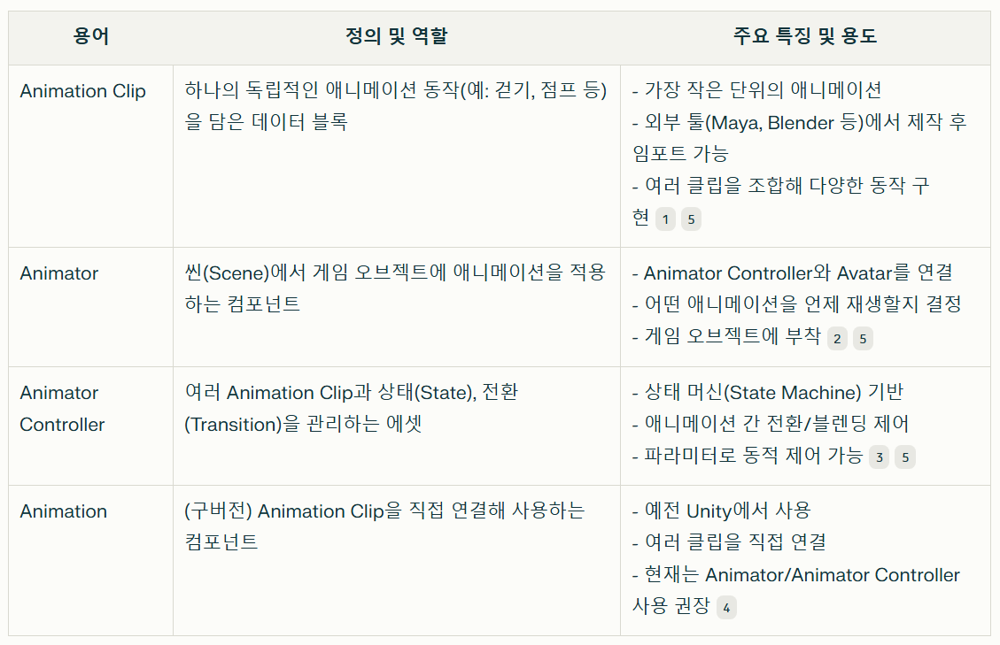 용어 정의 및 역할 주요 특징 및 용도
Animation Clip
하나의 독립적인 애니메이션 동작(예: 걷기, 점프 등)
을 담은 데이터 블록
- 가장 작은 단위의 애니메이션
- 외부 툴(Maya, Blender 등)에서 제작 후
임포트 가능
- 여러 클립을 조합해 다양한 동작 구
현 1 5
Animator
씬(Scene)에서 게임 오브젝트에 애니메이션을 적용
하는 컴포넌트
- Animator Controller와 Avatar를 연결
- 어떤 애니메이션을 언제 재생할지 결정
- 게임 오브젝트에 부착 2 5
Animator
Controller
여러 Animation Clip과 상태(State), 전환
(Transition)을 관리하는 에셋
- 상태 머신(State Machine) 기반
- 애니메이션 간 전환/블렌딩 제어
- 파라미터로 동적 제어 가능 3 5
Animation
(구버전) Animation Clip을 직접 연결해 사용하는
컴포넌트
- 예전 Unity에서 사용
- 여러 클립을 직접 연결
- 현재는 Animator/Animator Controller
사용 권장 4